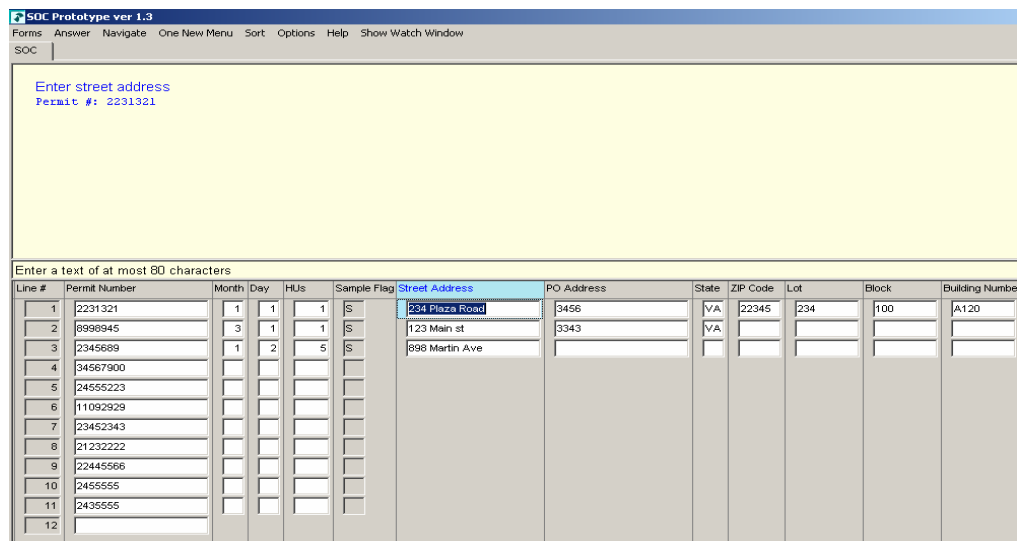 SOC Prototype ver 1.3
Forms Answer Navigate One New Menu Sort Options Help Show Watch Window
SOC
Enter street address
Permit #: 2231321
Enter a text of at most 80 characters
Line # Permit Number Month Day HUs Sample Flag Street Address PO Address State ZIP Code Lot Block Building Numbe
1 2231321 1 1 1 S 234 Plaza Road 3456 VA 22345 234 100 A120
2 8998945 3 1 1 S 123 Main st 3343 VA
3 2345689 1 2 5 S 898 Martin Ave
4 34567900
5 24555223
6 11092929
7 23452343
8 21232222
9 22445566
10 2455555
11 2435555
12